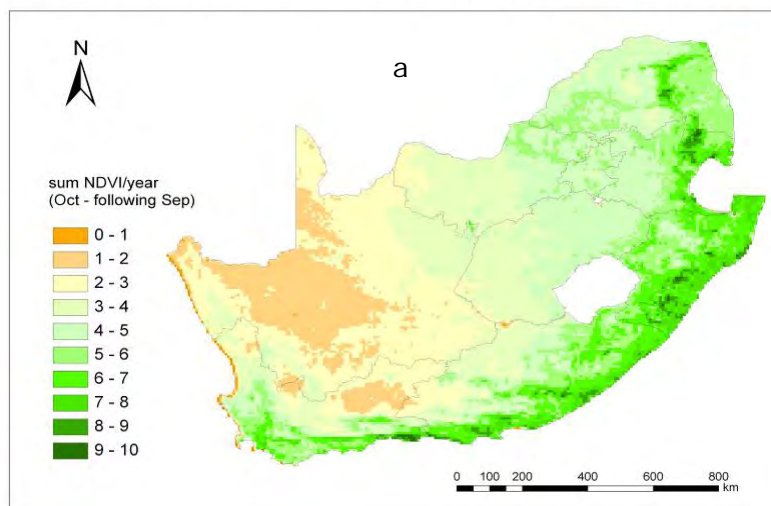 a
N
sum NDVI/year
(Oct - following Sep)
0 - 1
1 - 2
2 - 3
3 - 4
4 - 5
5 - 6
6 - 7
7 - 8
8 - 9
9 - 10
0 100 200 400 600 800
km